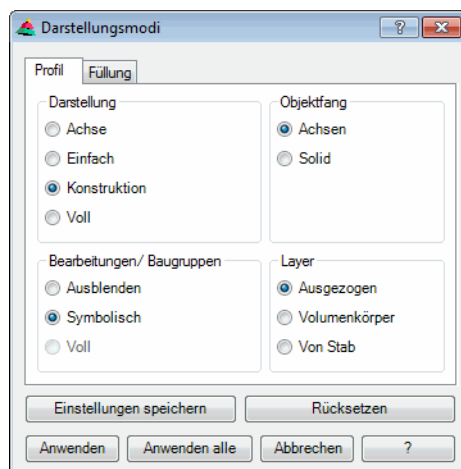 Darstellungsmodi
?
Profil
Füllung
Darstellung
Achse
Einfach
Konstruktion
Voll
Objektfang
Achsen
Solid
Bearbeitungen/ Baugruppen
Ausblenden
Symbolisch
Voll
Layer
Ausgezogen
Volumenkörper
Von Stab
Einstellungen speichern
Rücksetzen
Anwenden
Anwenden alle
Abbrechen
?